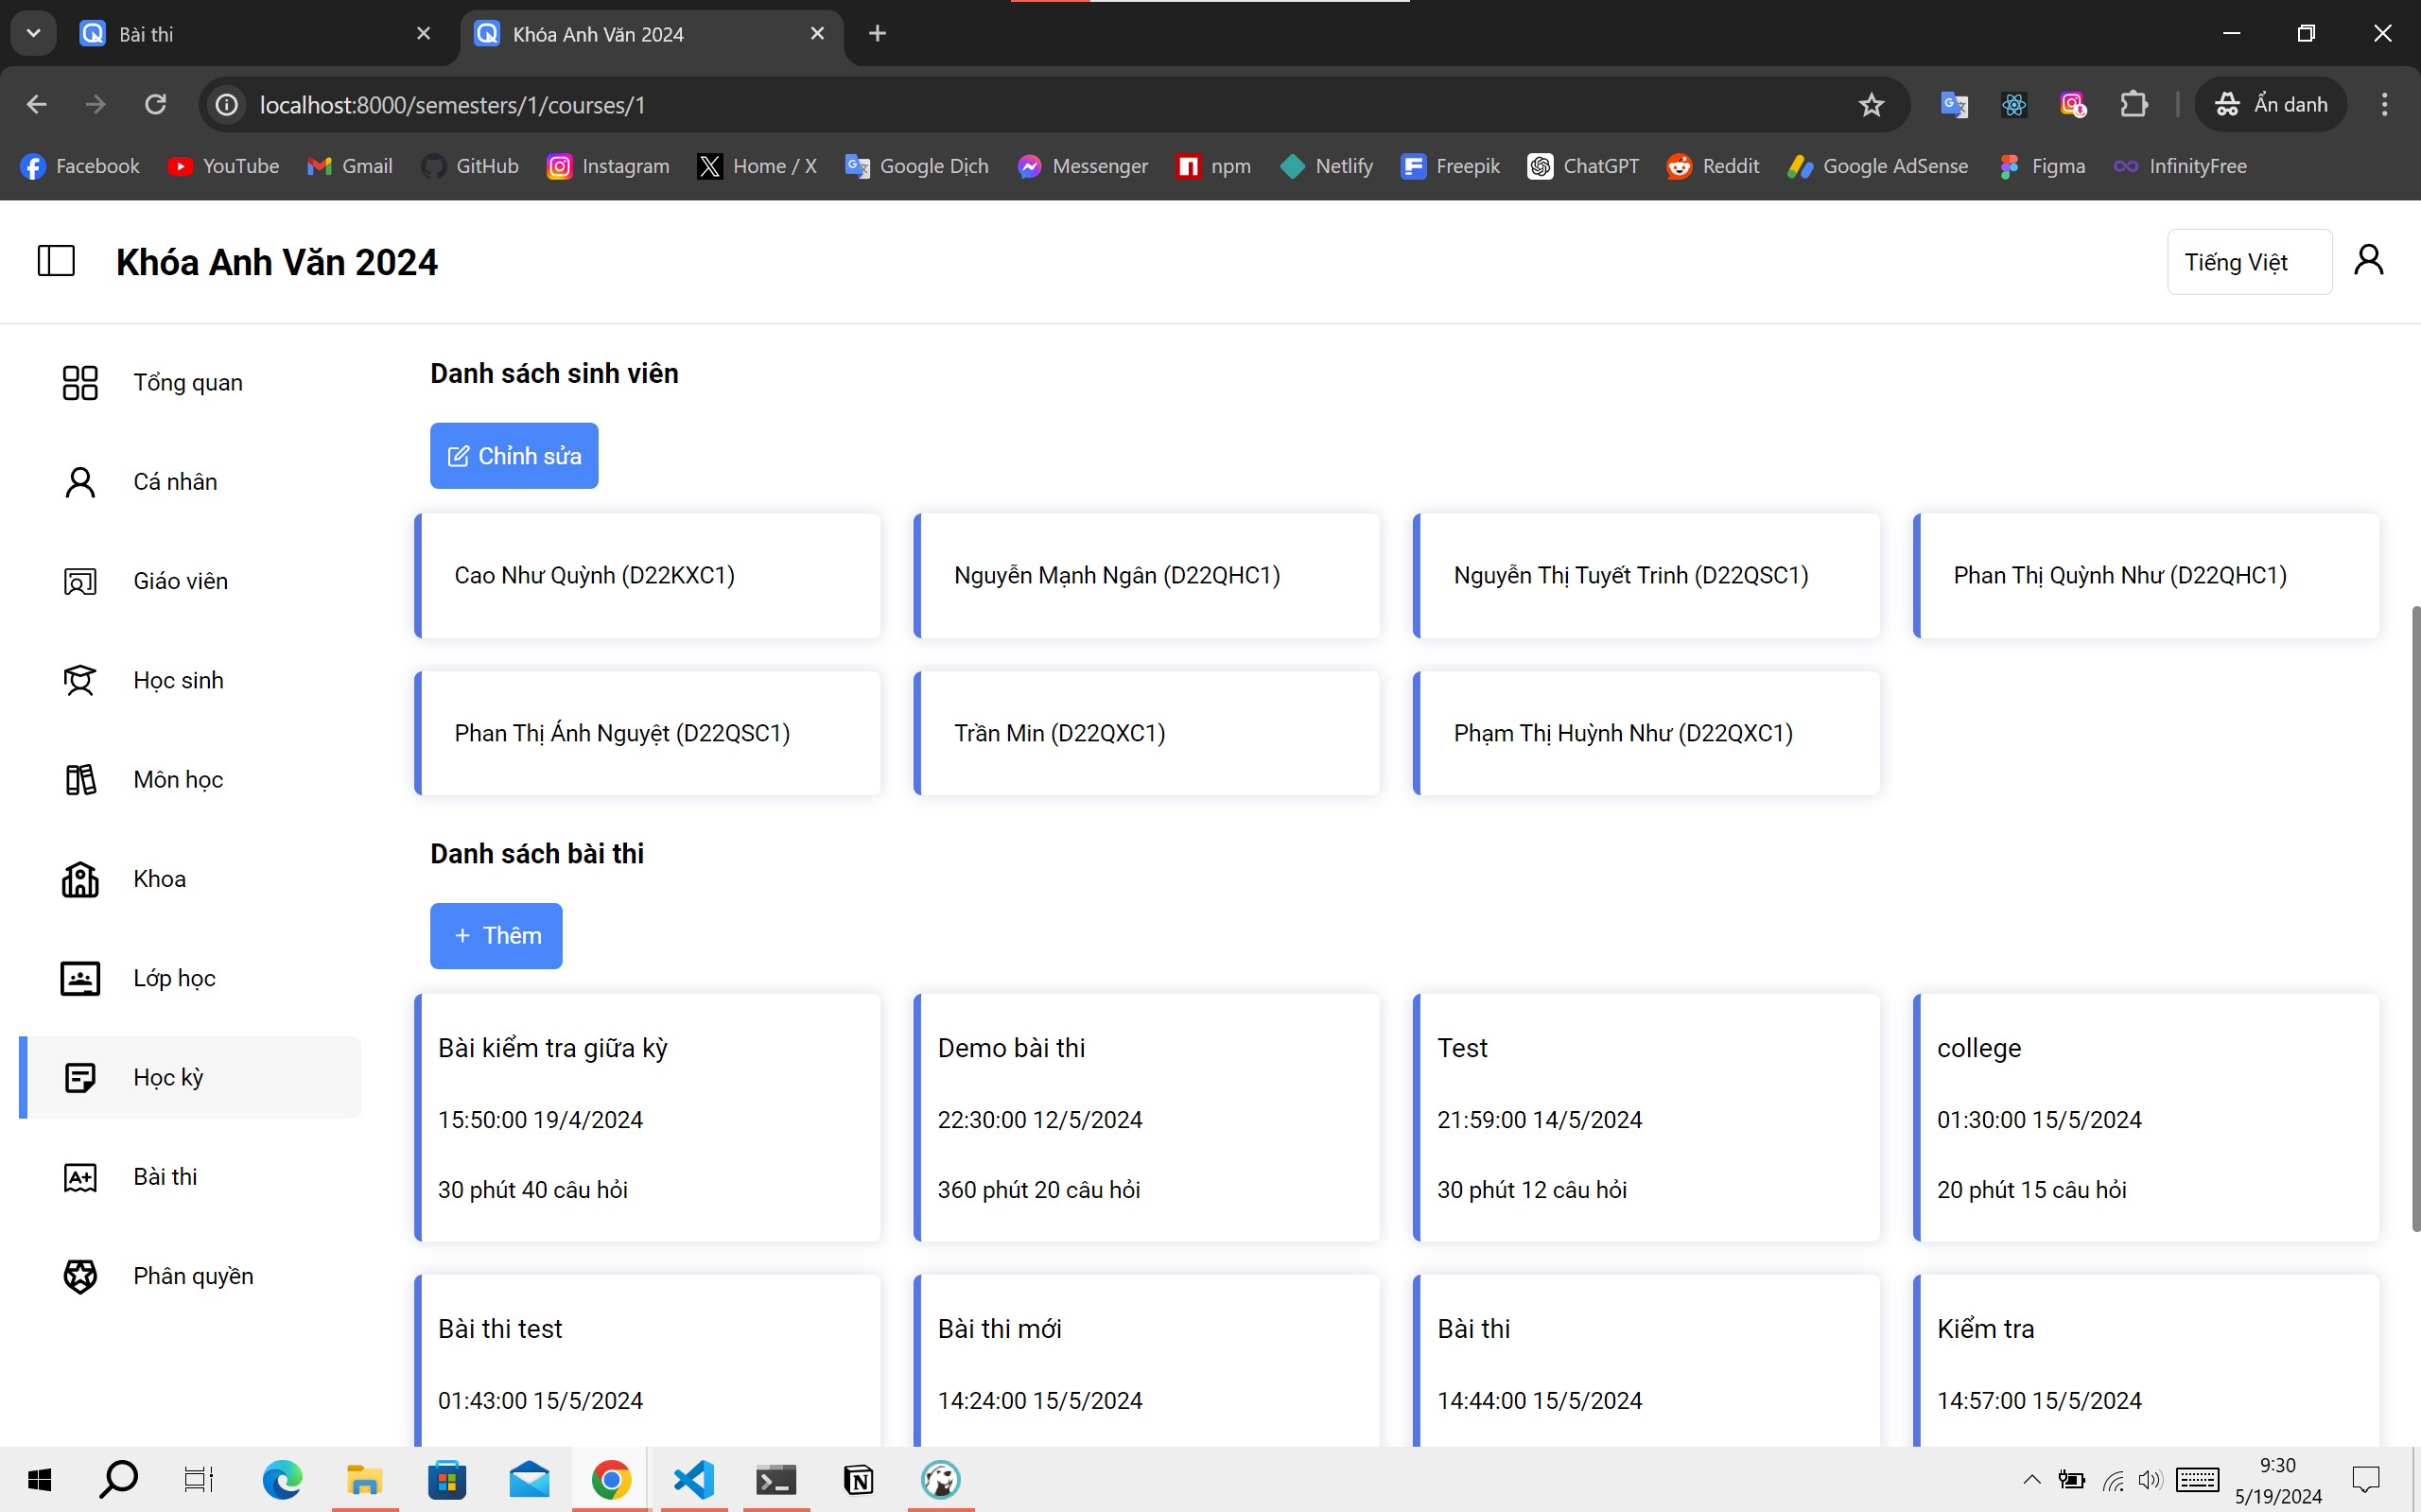 Bài thi
Khóa Anh Văn 2024
localhost:8000/semesters/1/courses/1
Ẩn danh
Facebook YouTube Gmail GitHub Instagram Home / X Google Dịch Messenger npm Netlify Freepik ChatGPT Reddit Google AdSense Figma InfinityFree
Khóa Anh Văn 2024
Tiếng Việt
Tổng quan
Cá nhân
Giáo viên
Học sinh
Môn học
Khoa
Lớp học
Học kỳ
Bài thi
Phân quyền
Danh sách sinh viên
Chỉnh sửa
Cao Như Quỳnh (D22KXC1)
Nguyễn Mạnh Ngân (D22QHC1)
Nguyễn Thị Tuyết Trinh (D22QSC1)
Phan Thị Quỳnh Như (D22QHC1)
Phan Thị Ánh Nguyệt (D22QSC1)
Trần Min (D22QXC1)
Phạm Thị Huỳnh Như (D22QXC1)
Danh sách bài thi
+ Thêm
Bài kiểm tra giữa kỳ
15:50:00 19/4/2024
30 phút 40 câu hỏi
Demo bài thi
22:30:00 12/5/2024
360 phút 20 câu hỏi
Test
21:59:00 14/5/2024
30 phút 12 câu hỏi
college
01:30:00 15/5/2024
20 phút 15 câu hỏi
Bài thi test
01:43:00 15/5/2024
Bài thi mới
14:24:00 15/5/2024
Bài thi
14:44:00 15/5/2024
Kiểm tra
14:57:00 15/5/2024
9:30
5/19/2024